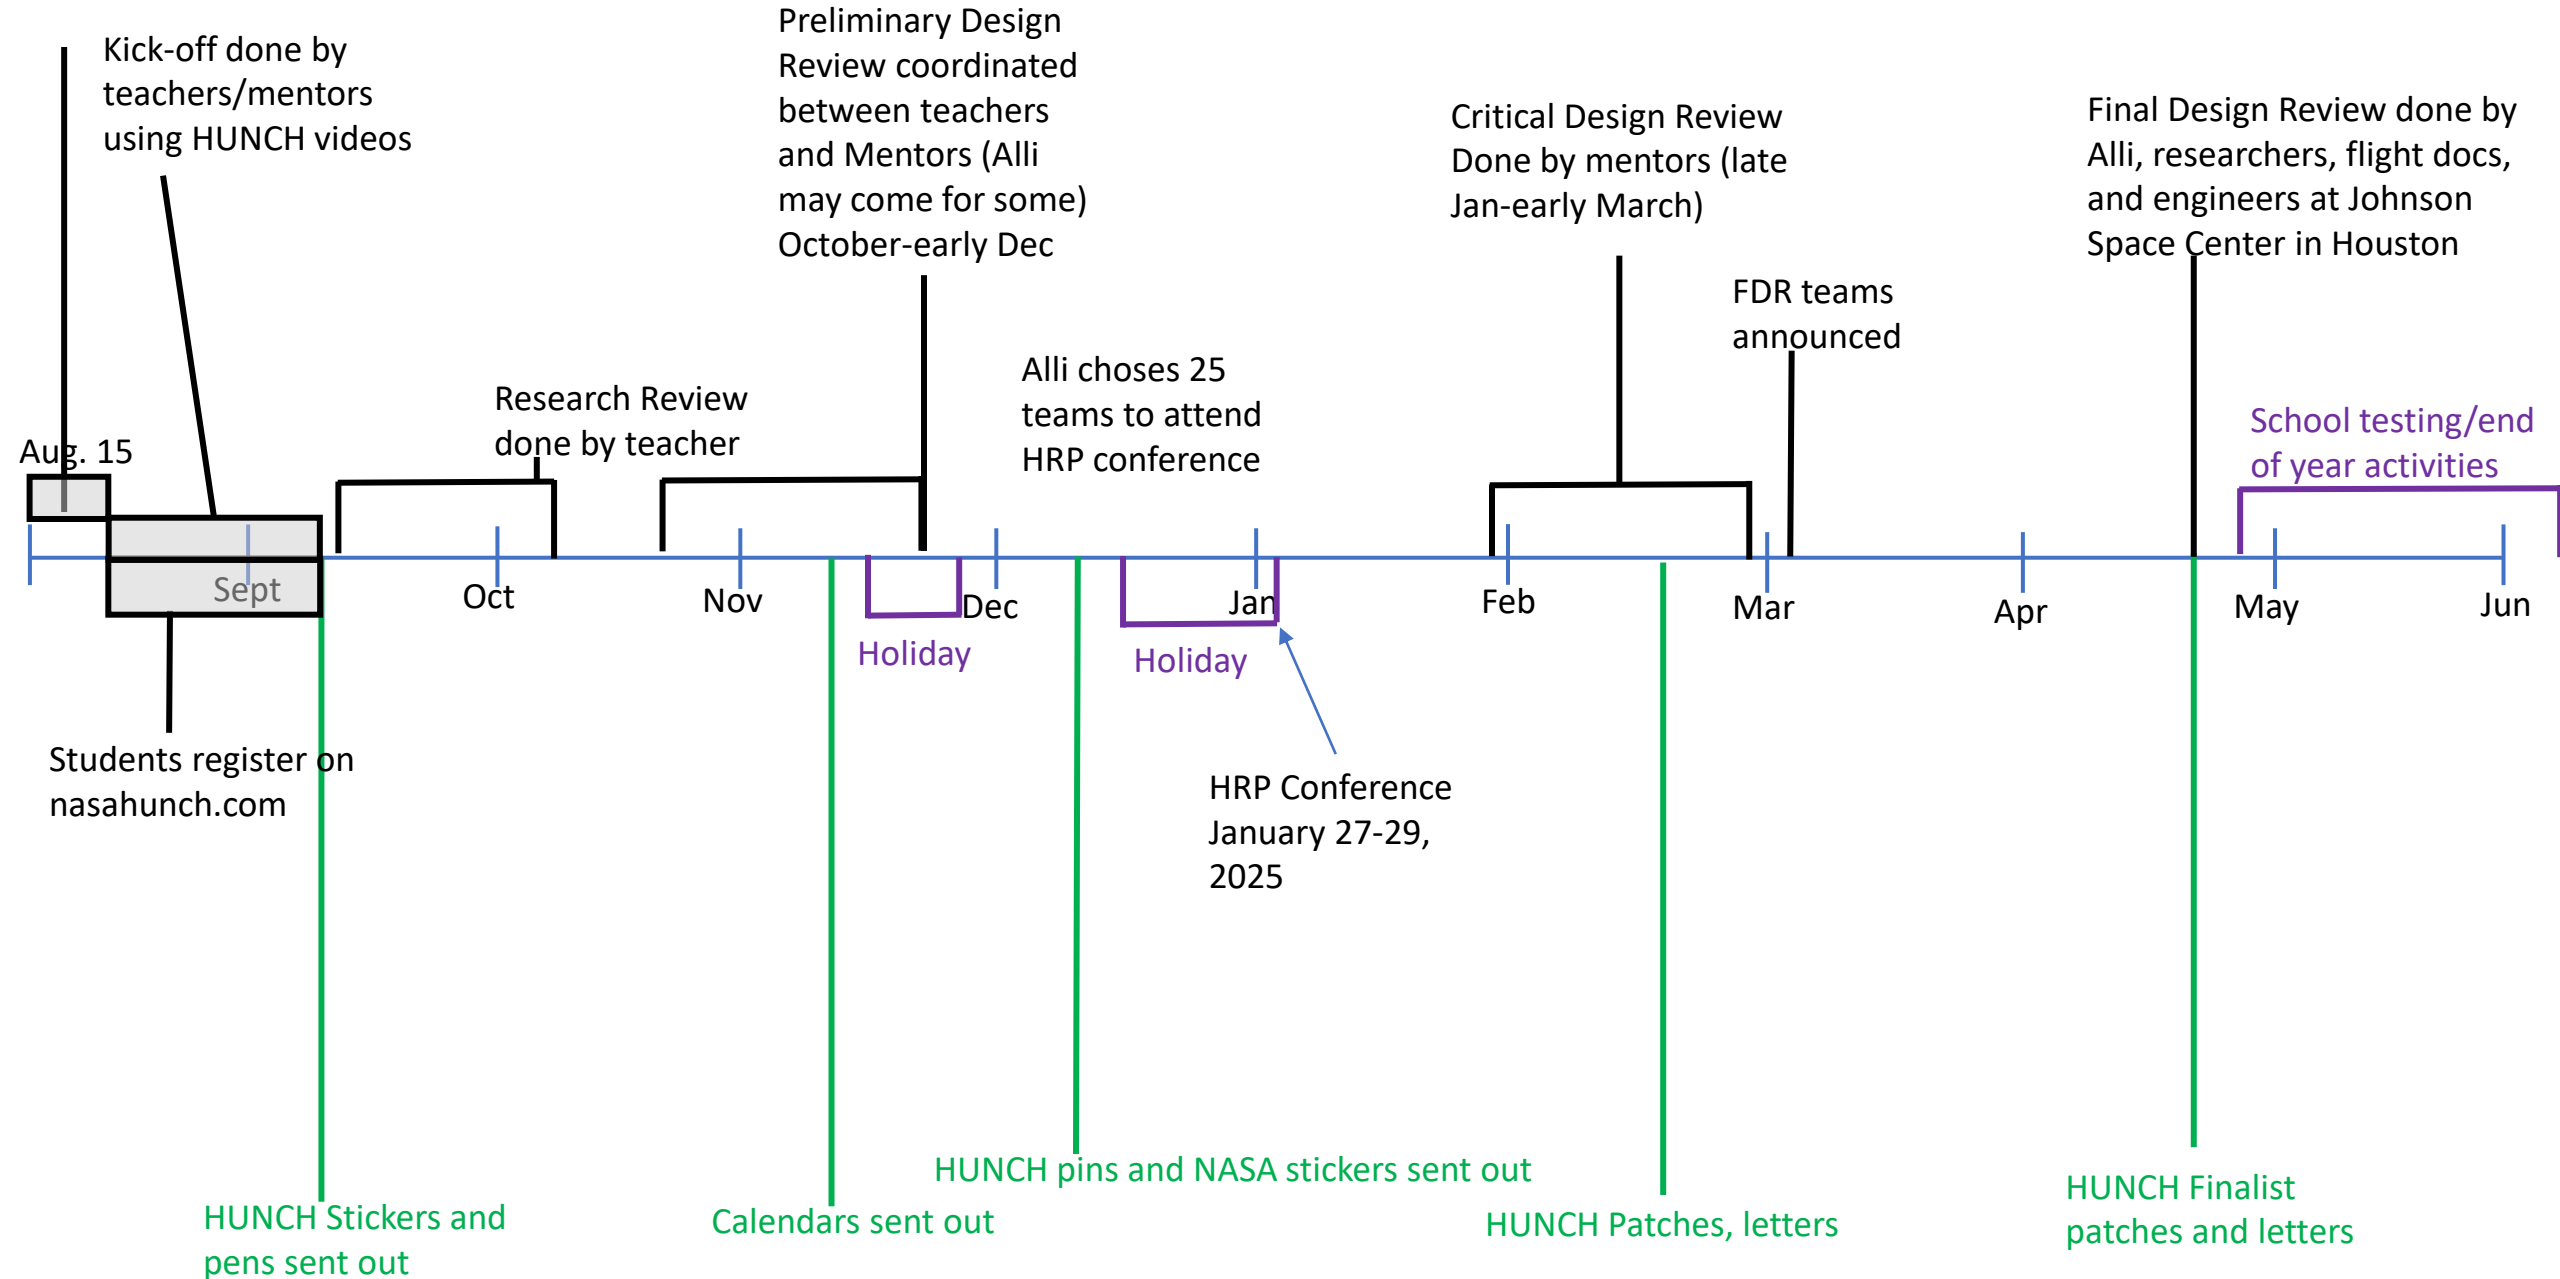 Kick-off done by
teachers/mentors
using HUNCH videos
Preliminary Design
Review coordinated
between teachers
and Mentors (Alli
may come for some)
October-early Dec
Critical Design Review
Done by mentors (late
Jan-early March)
Final Design Review done by
Alli, researchers, flight docs,
and engineers at Johnson
Space Center in Houston
FDR teams
announced
Alli choses 25
teams to attend
HRP conference
Research Review
done by teacher
School testing/end
of year activities
Aug. 15
Sept
Oct
Nov
Dec
Jan
Feb
Mar
Apr
May
Jun
Holiday
Holiday
Students register on
nasahunch.com
HRP Conference
January 27-29,
2025
HUNCH Stickers and
pens sent out
Calendars sent out
HUNCH pins and NASA stickers sent out
HUNCH Patches, letters
HUNCH Finalist
patches and letters